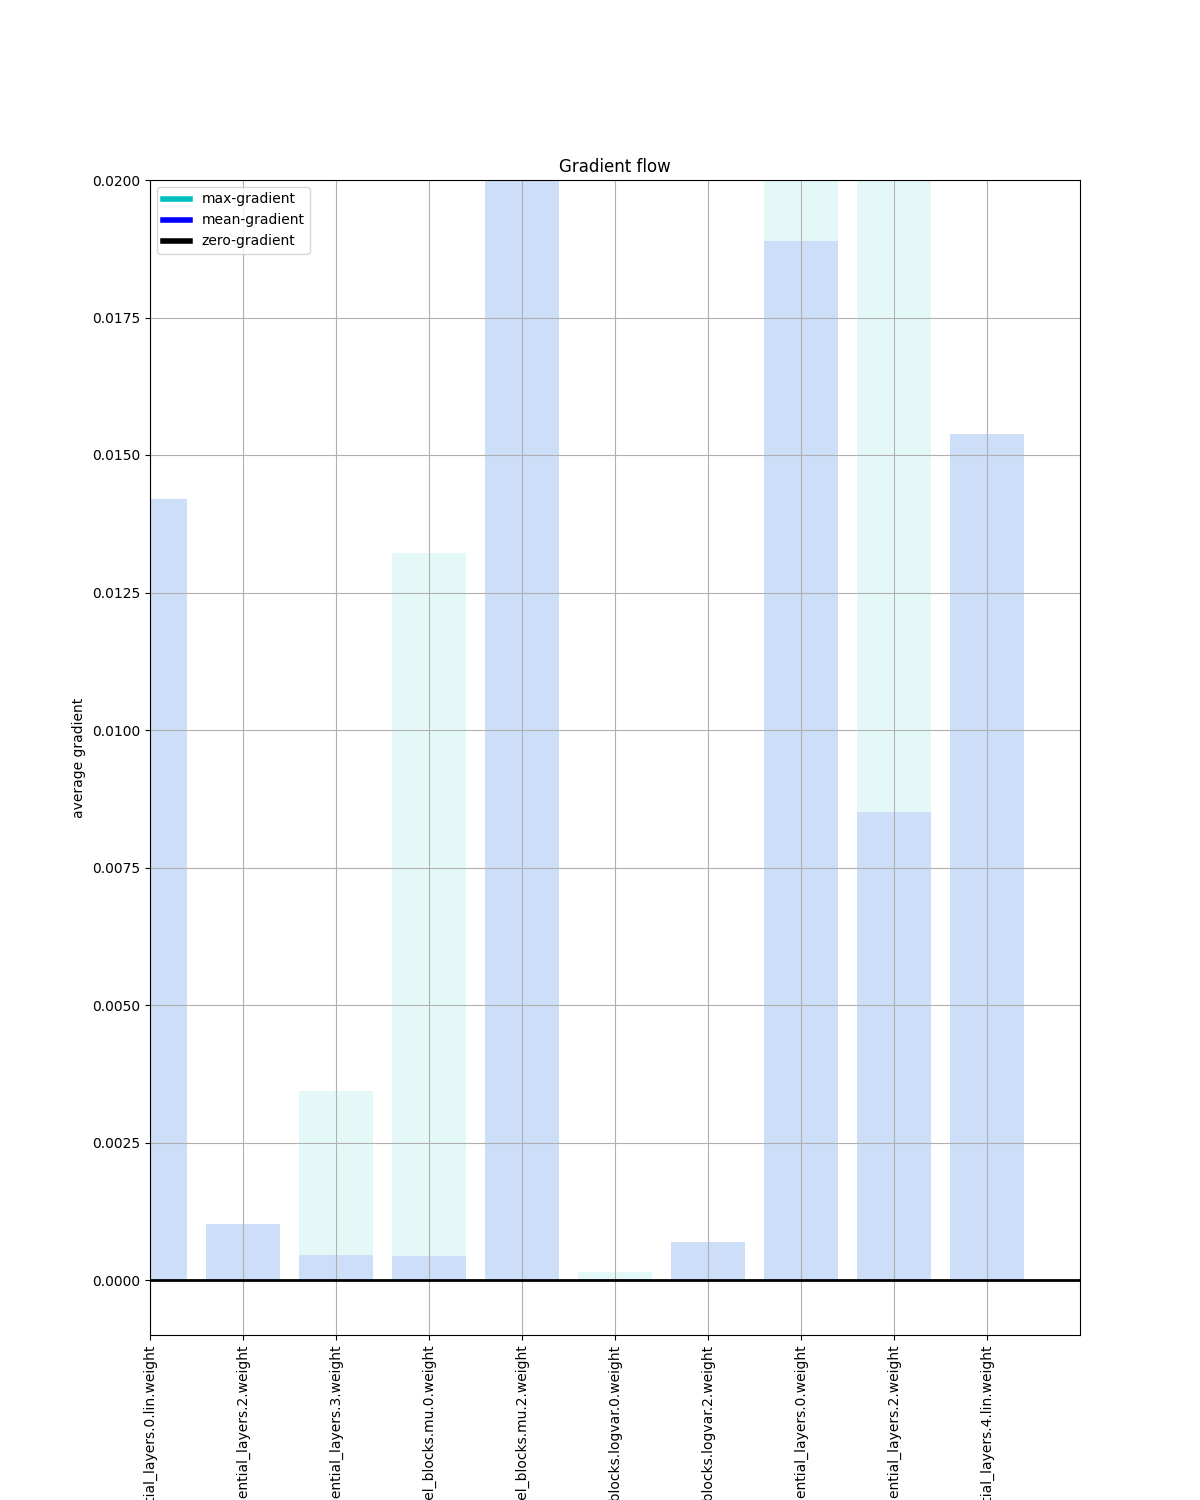 Gradient flow
max-gradient
mean-gradient
zero-gradient
0.0200
0.0175
0.0150
0.0125
0.0100
0.0075
0.0050
0.0025
0.0000
average gradient
tial_layers.0.lin.weight
ential_layers.2.weight
ential_layers.3.weight
el_blocks.mu.0.weight
el_blocks.mu.2.weight
blocks.logvar.0.weight
blocks.logvar.2.weight
ential_layers.0.weight
ential_layers.2.weight
tial_layers.4.lin.weight